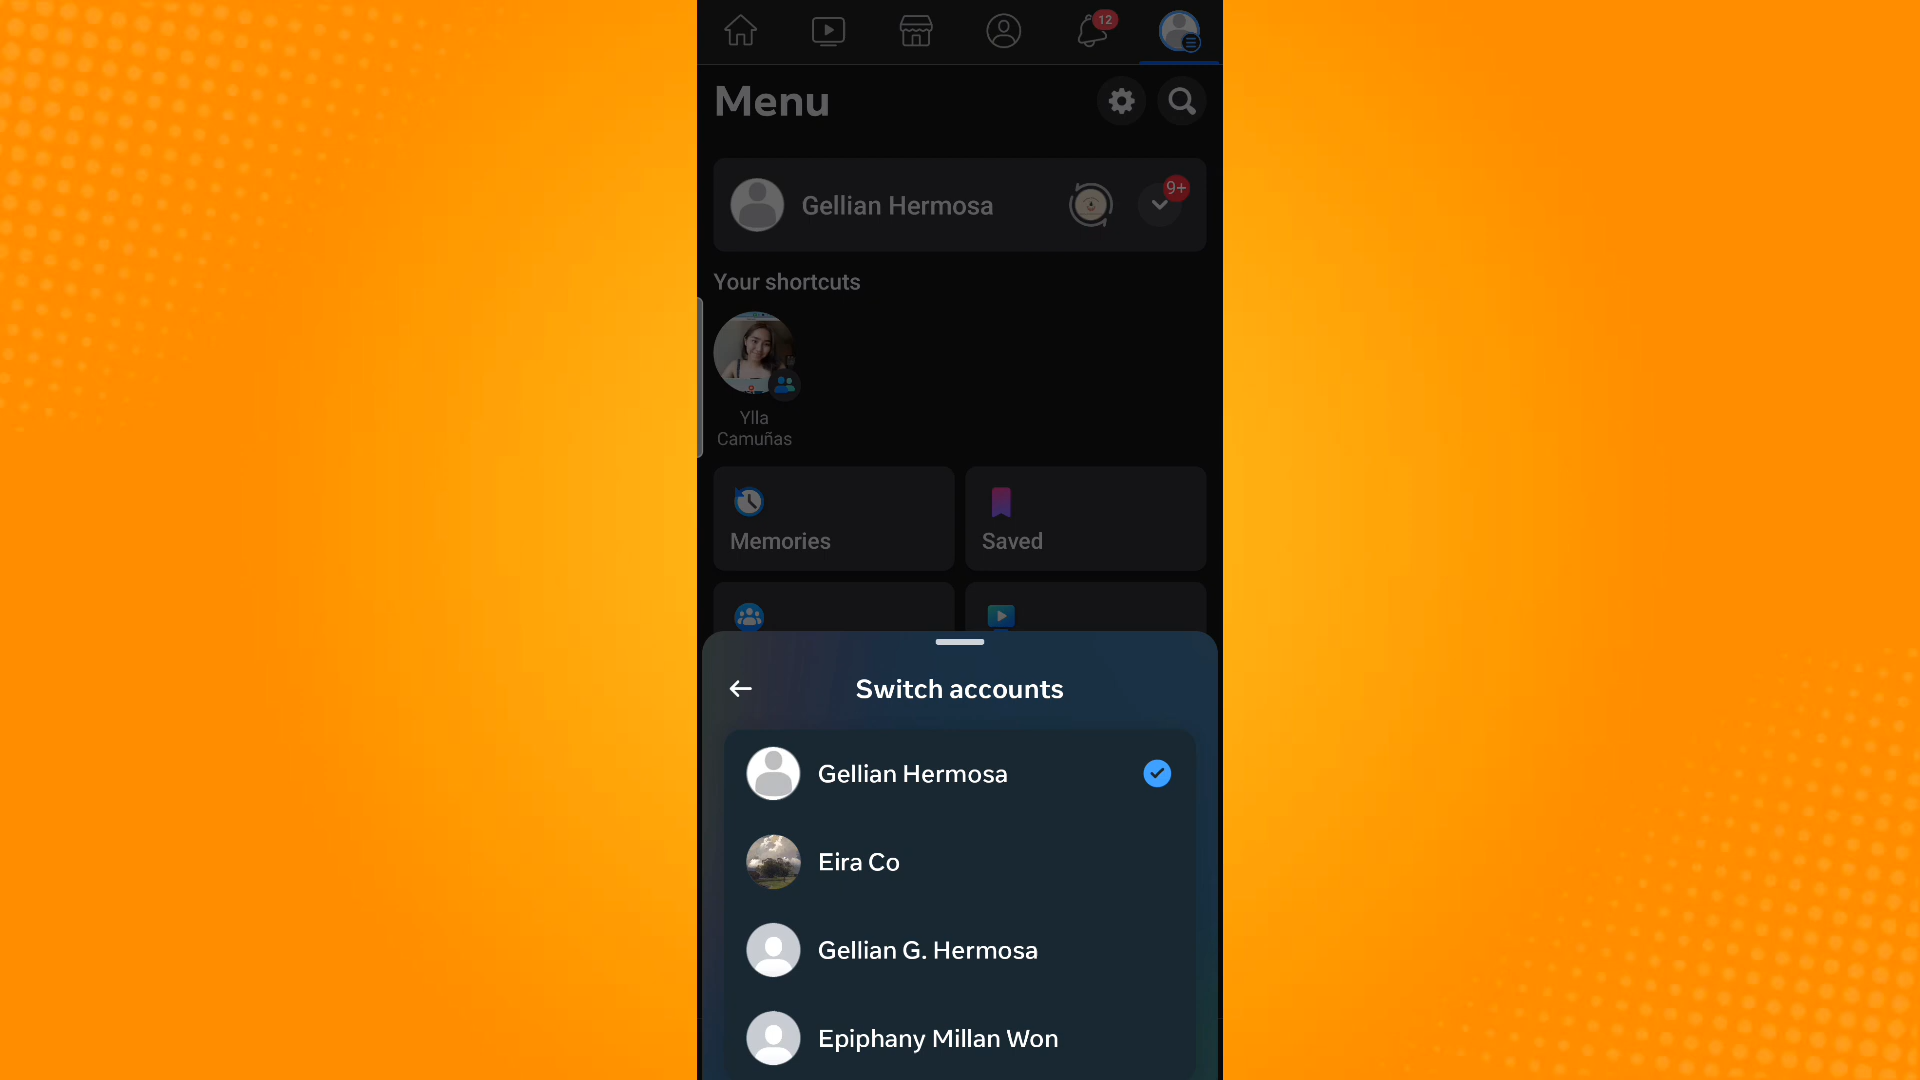 12
Menu
Gellian Hermosa
9+
Your shortcuts
Ylla
Camuñas
Memories
Saved
Switch accounts
Gellian Hermosa
Eira Co
Gellian G. Hermosa
Epiphany Millan Won